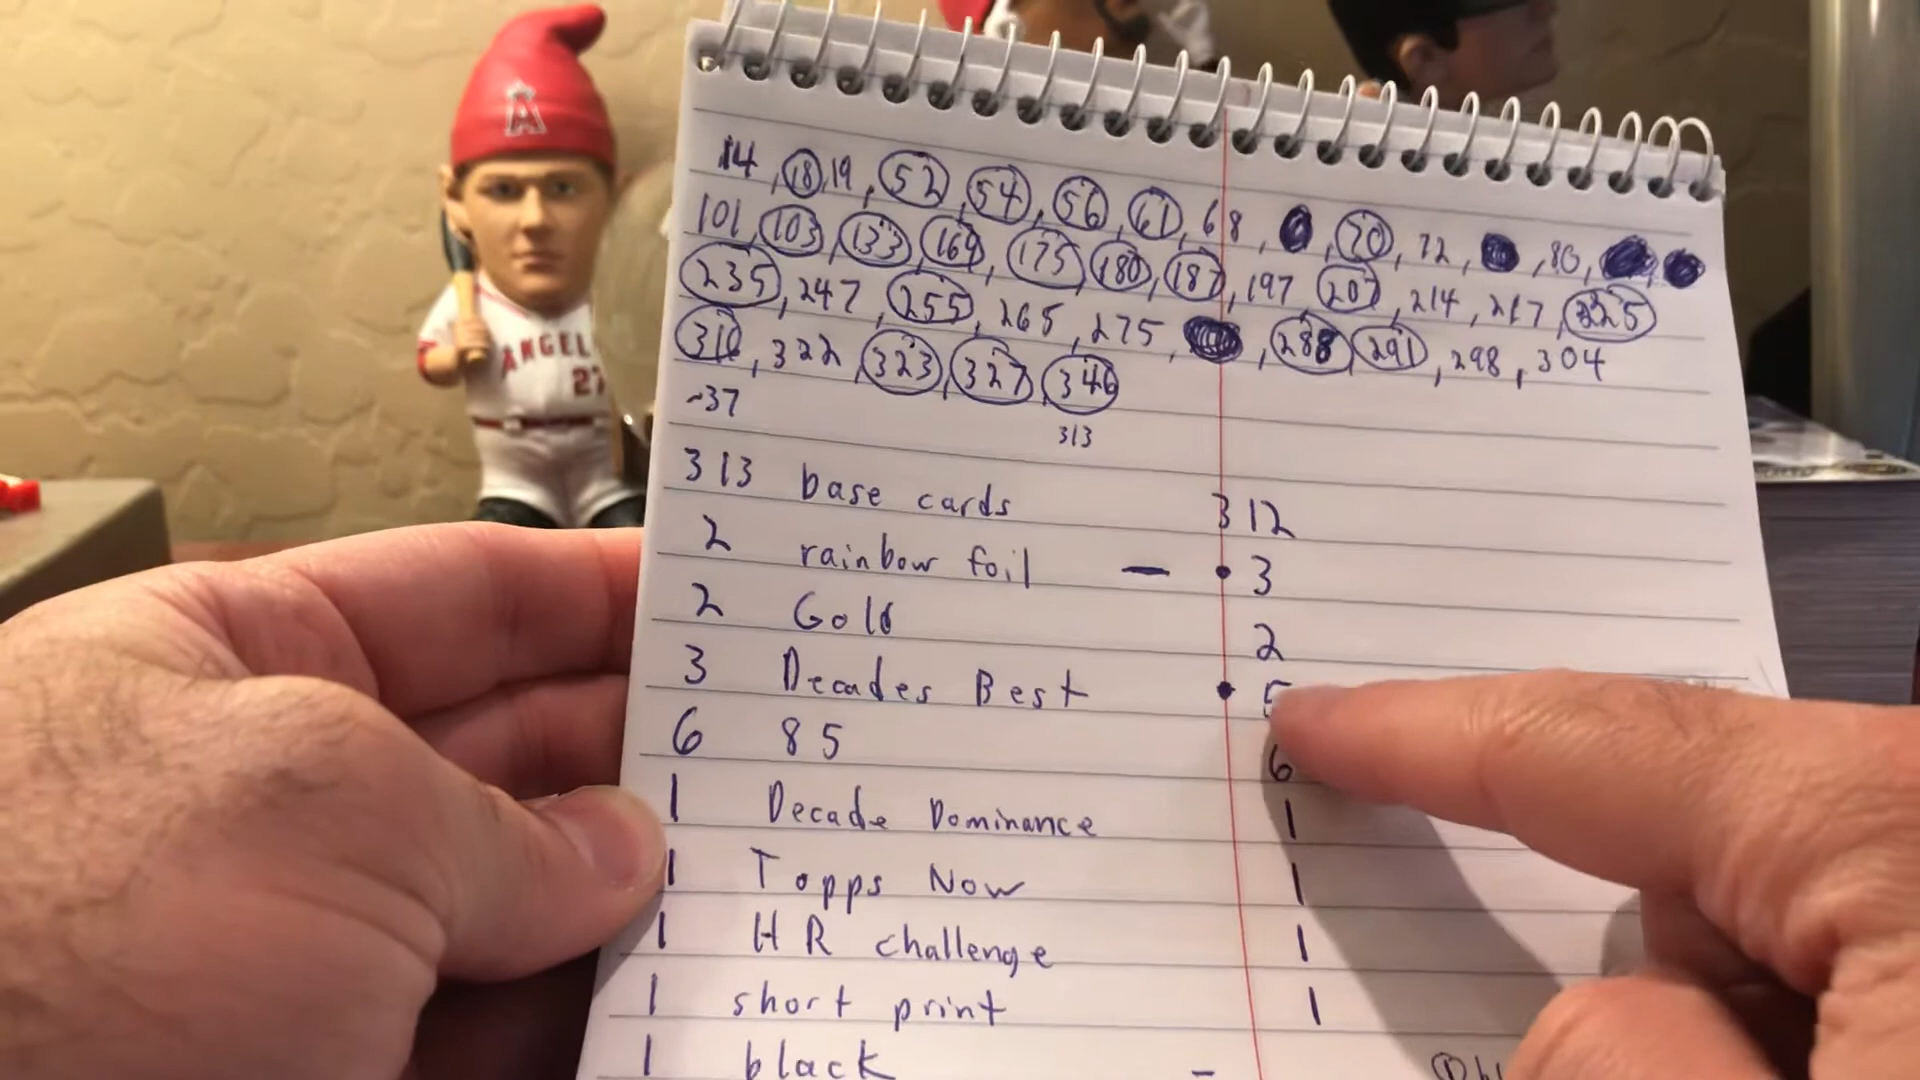 A
ANGEL
27
14, 18, 19, 52, 54, 56, 61, 68, 70, 72, 80,
101, 103, 133, 169, 175, 180, 187, 197 207, 214, 217, 225
235, 247, 255, 265, 275, 288 291, 298, 304
310, 322, 323, 327, 346
-37
313
313 base cards 312
2 rainbow foil — • 3
2 Gold 2
3 Decades Best • 5
6 85 6
1 Decade Dominance 1
1 Topps Now 1
1 HR challenge 1
1 short print 1
1 black -